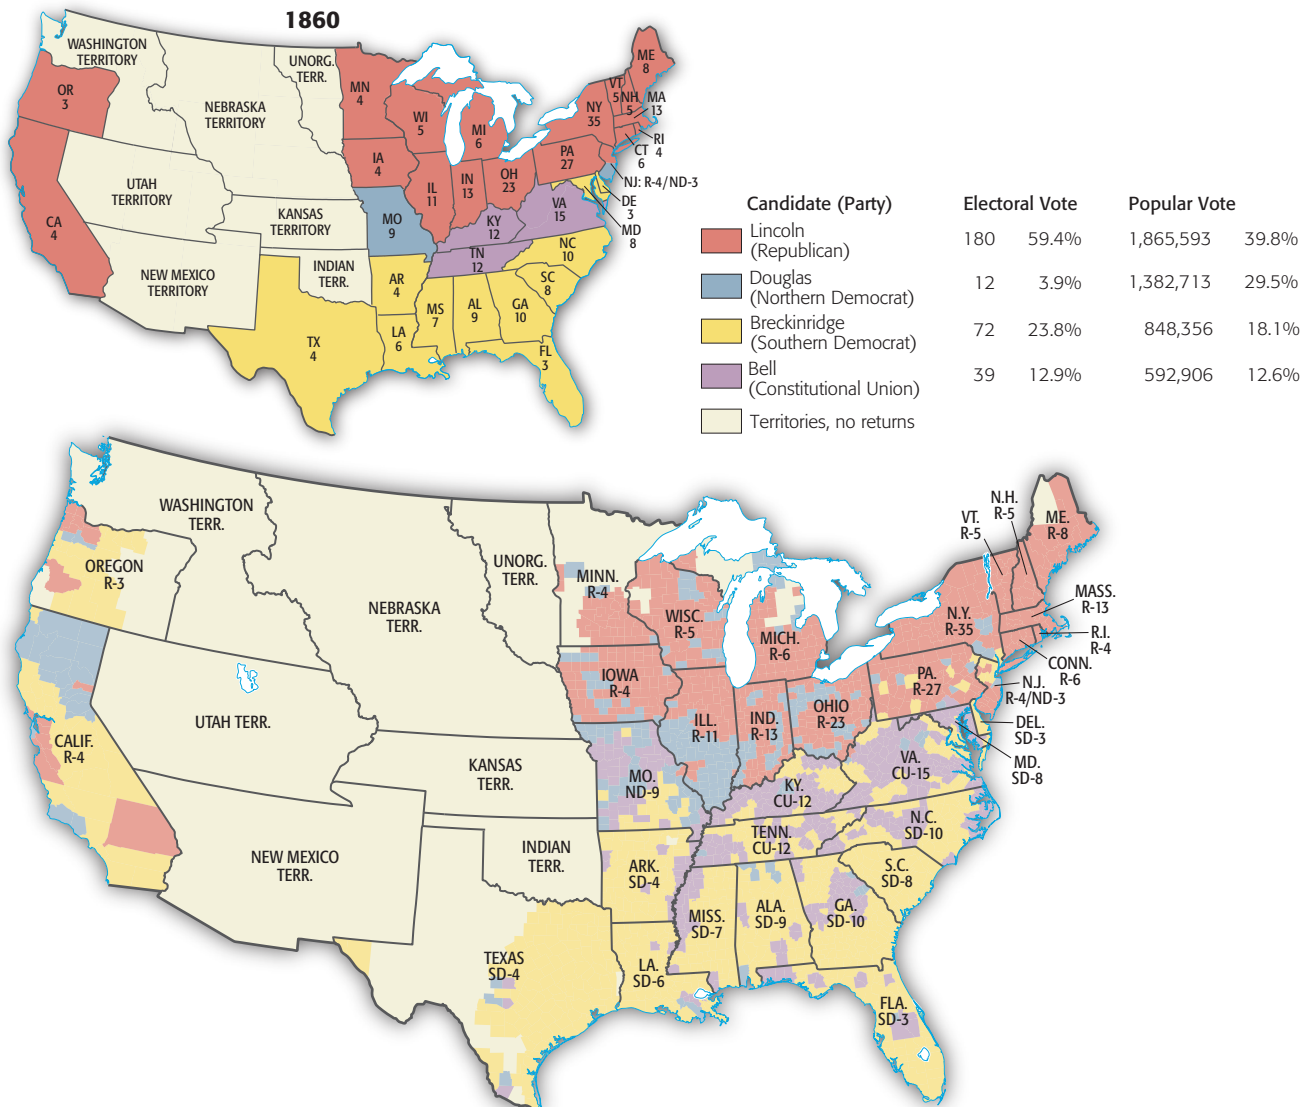 1860
WASHINGTON
TERRITORY
OR
3
CA
4
NEBRASKA
TERRITORY
UNORG.
TERR.
UTAH
TERRITORY
KANSAS
TERRITORY
NEW MEXICO
TERRITORY
INDIAN
TERR.
TX
4
MN
4
IA
4
MO
9
AR
4
LA
6
WI
5
IL
11
MI
6
IN
13
OH
23
KY
12
TN
12
MS
7
AL
9
GA
10
FL
3
SC
8
NC
10
VA
15
PA
27
NY
35
VT
5
NH
5
ME
8
MA
13
RI
4
CT
6
NJ: R-4/ND-3
DE
3
MD
8
Candidate (Party) Electoral Vote Popular Vote
Lincoln
(Republican) 180 59.4% 1,865,593 39.8%
Douglas
(Northern Democrat) 12 3.9% 1,382,713 29.5%
Breckinridge
(Southern Democrat) 72 23.8% 848,356 18.1%
Bell
(Constitutional Union) 39 12.9% 592,906 12.6%
Territories, no returns
WASHINGTON
TERR.
OREGON
R-3
CALIF.
R-4
NEBRASKA
TERR.
UNORG.
TERR.
UTAH TERR.
KANSAS
TERR.
NEW MEXICO
TERR.
INDIAN
TERR.
TEXAS
SD-4
MINN.
R-4
IOWA
R-4
MO.
ND-9
ARK.
SD-4
LA.
SD-6
WISC.
R-5
ILL.
R-11
MICH.
R-6
IND.
R-13
OHIO
R-23
KY.
CU-12
TENN.
CU-12
MISS.
SD-7
ALA.
SD-9
GA.
SD-10
FLA.
SD-3
S.C.
SD-8
N.C.
SD-10
VA.
CU-15
PA.
R-27
N.Y.
R-35
VT.
R-5
N.H.
R-5
ME.
R-8
MASS.
R-13
R.I.
R-4
CONN.
R-6
N.J.
R-4/ND-3
DEL.
SD-3
MD.
SD-8